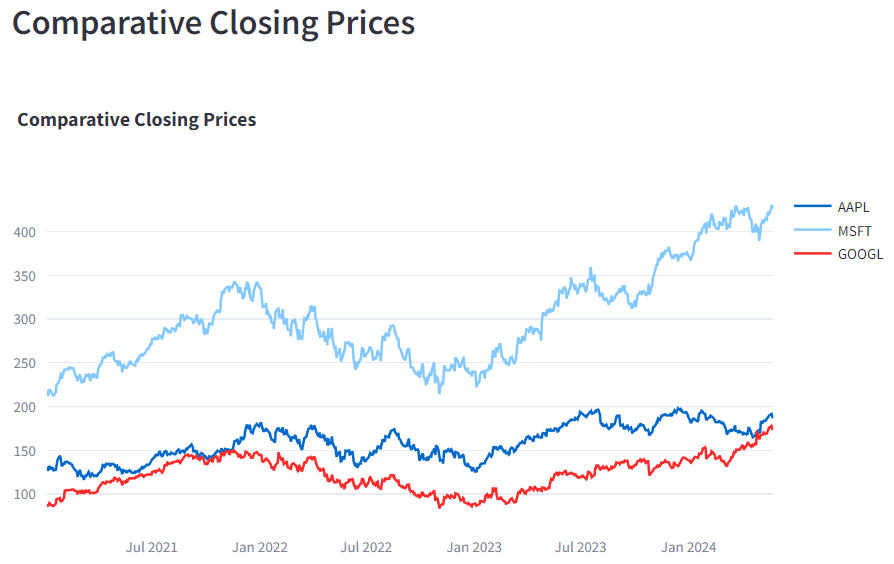 Comparative Closing Prices
Comparative Closing Prices
AAPL
MSFT
GOOGL
400
350
300
250
200
150
100
Jul 2021
Jan 2022
Jul 2022
Jan 2023
Jul 2023
Jan 2024